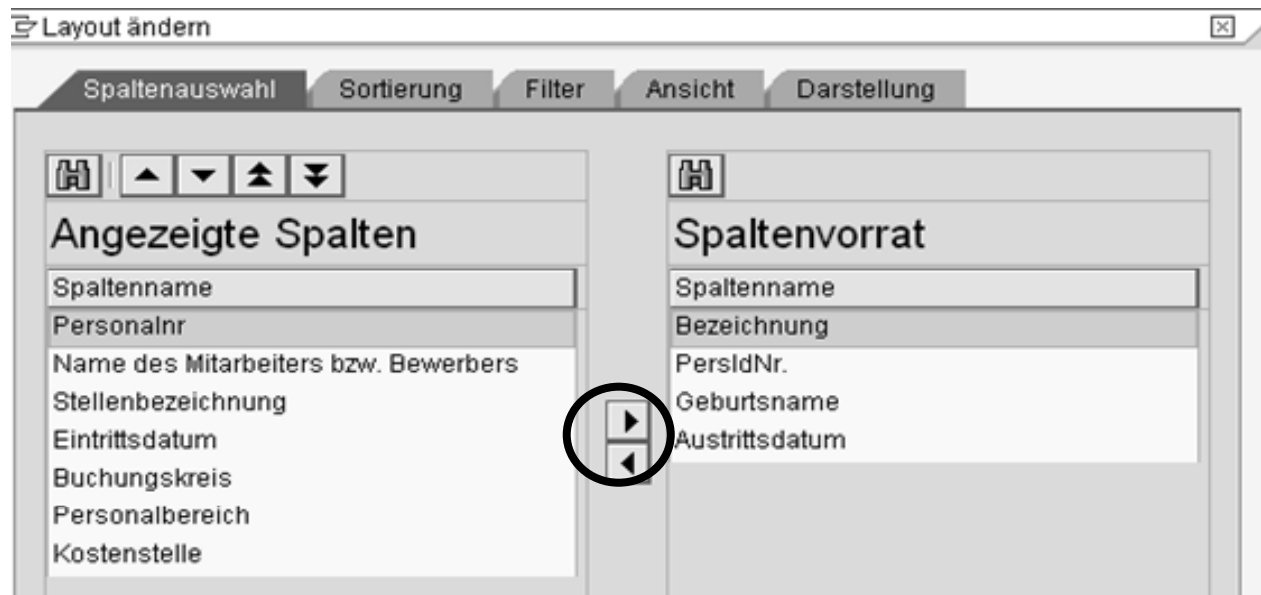 Layout ändern
Spaltenauswahl Sortierung Filter Ansicht Darstellung
Angezeigte Spalten
Spaltenname
Personalnr
Name des Mitarbeiters bzw. Bewerbers
Stellenbezeichnung
Eintrittsdatum
Buchungskreis
Personalbereich
Kostenstelle
Spaltenvorrat
Spaltenname
Bezeichnung
PersIdNr.
Geburtsname
Austrittsdatum